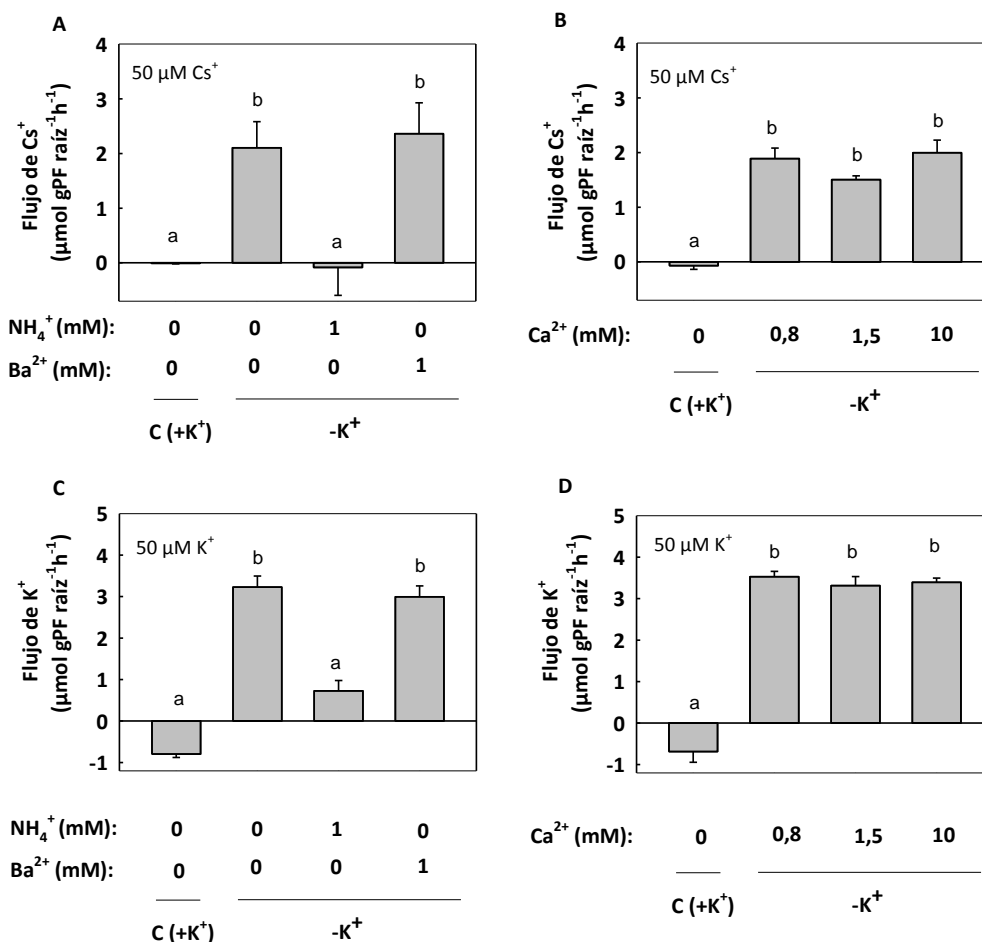 A
Flujo de Cs⁺
(µmol gPF raíz⁻¹h⁻¹)
4
3
2
1
0
50 µM Cs⁺
a
b
a
b
NH₄⁺ (mM): 0 0 1 0
Ba²⁺ (mM): 0 0 0 1
C (+K⁺) -K⁺
B
Flujo de Cs⁺
(µmol gPF raíz⁻¹h⁻¹)
4
3
2
1
0
50 µM Cs⁺
a
b
b
b
Ca²⁺ (mM): 0 0,8 1,5 10
C (+K⁺) -K⁺
C
Flujo de K⁺
(µmol gPF raíz⁻¹h⁻¹)
5
4
3
2
1
0
-1
50 µM K⁺
a
b
a
b
NH₄⁺ (mM): 0 0 1 0
Ba²⁺ (mM): 0 0 0 1
C (+K⁺) -K⁺
D
Flujo de K⁺
(µmol gPF raíz⁻¹h⁻¹)
5
4
3
2
1
0
-1
50 µM K⁺
a
b
b
b
Ca²⁺ (mM): 0 0,8 1,5 10
C (+K⁺) -K⁺